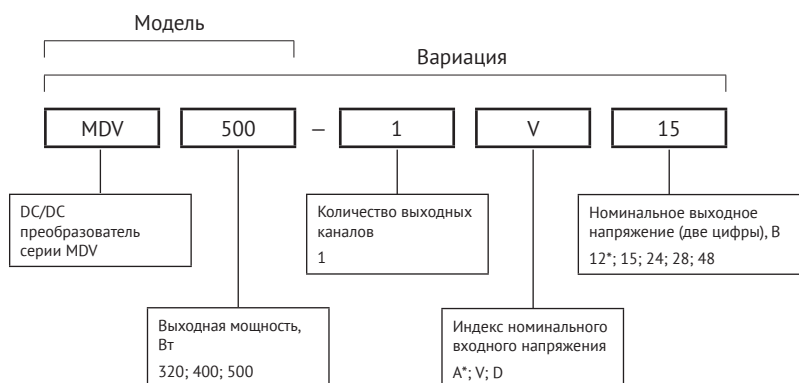 Модель
Вариация
MDV 500 – 1 V 15
DC/DC
преобразователь
серии MDV
Количество выходных
каналов
1
Номинальное выходное
напряжение (две цифры), В
12*; 15; 24; 28; 48
Выходная мощность,
Вт
320; 400; 500
Индекс номинального
входного напряжения
A*; V; D